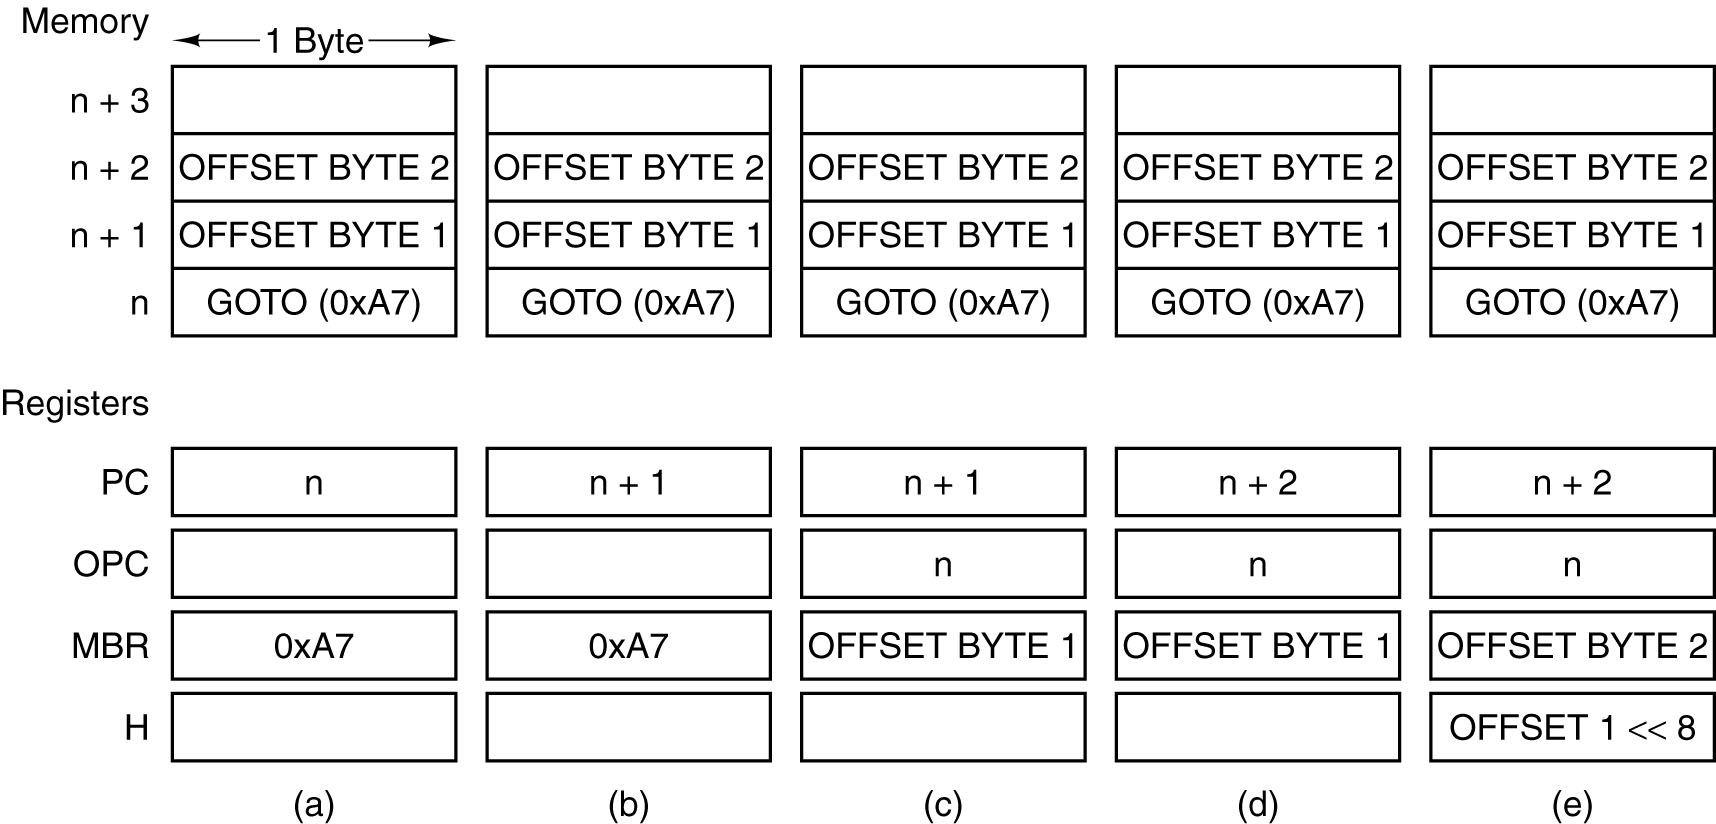 Memory
1 Byte
n + 3
n + 2 OFFSET BYTE 2 OFFSET BYTE 2 OFFSET BYTE 2 OFFSET BYTE 2 OFFSET BYTE 2
n + 1 OFFSET BYTE 1 OFFSET BYTE 1 OFFSET BYTE 1 OFFSET BYTE 1 OFFSET BYTE 1
n GOTO (0xA7) GOTO (0xA7) GOTO (0xA7) GOTO (0xA7) GOTO (0xA7)
Registers
PC n n + 1 n + 1 n + 2 n + 2
OPC n n n
MBR 0xA7 0xA7 OFFSET BYTE 1 OFFSET BYTE 1 OFFSET BYTE 2
H OFFSET 1 << 8
(a) (b) (c) (d) (e)